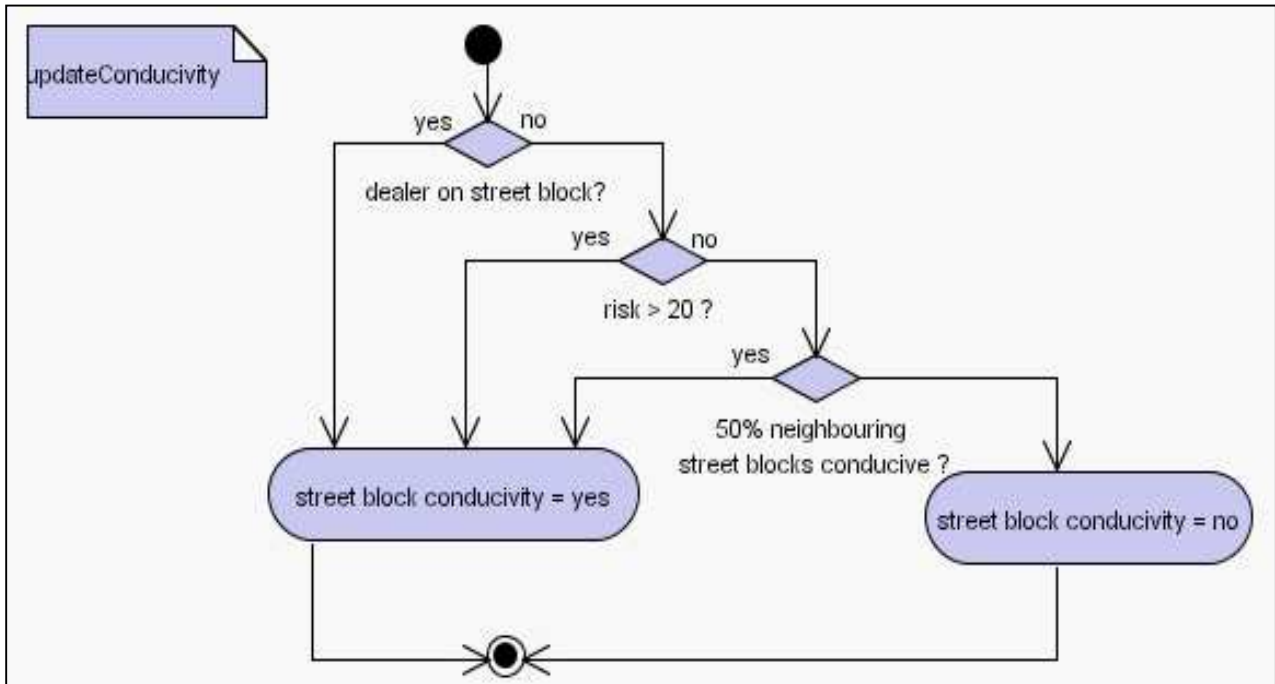 updateConducivity
yes
no
dealer on street block?
yes
no
risk > 20 ?
yes
50% neighbouring
street blocks conducive ?
street block conducivity = yes
street block conducivity = no